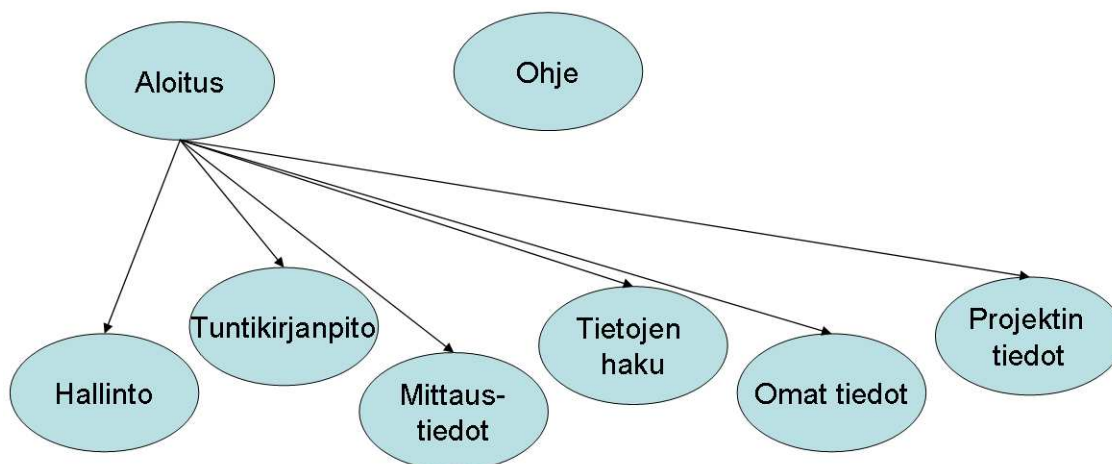 Aloitus
Ohje
Hallinto
Tuntikirjanpito
Mittaus-
tiedot
Tietojen
haku
Omat tiedot
Projektin
tiedot